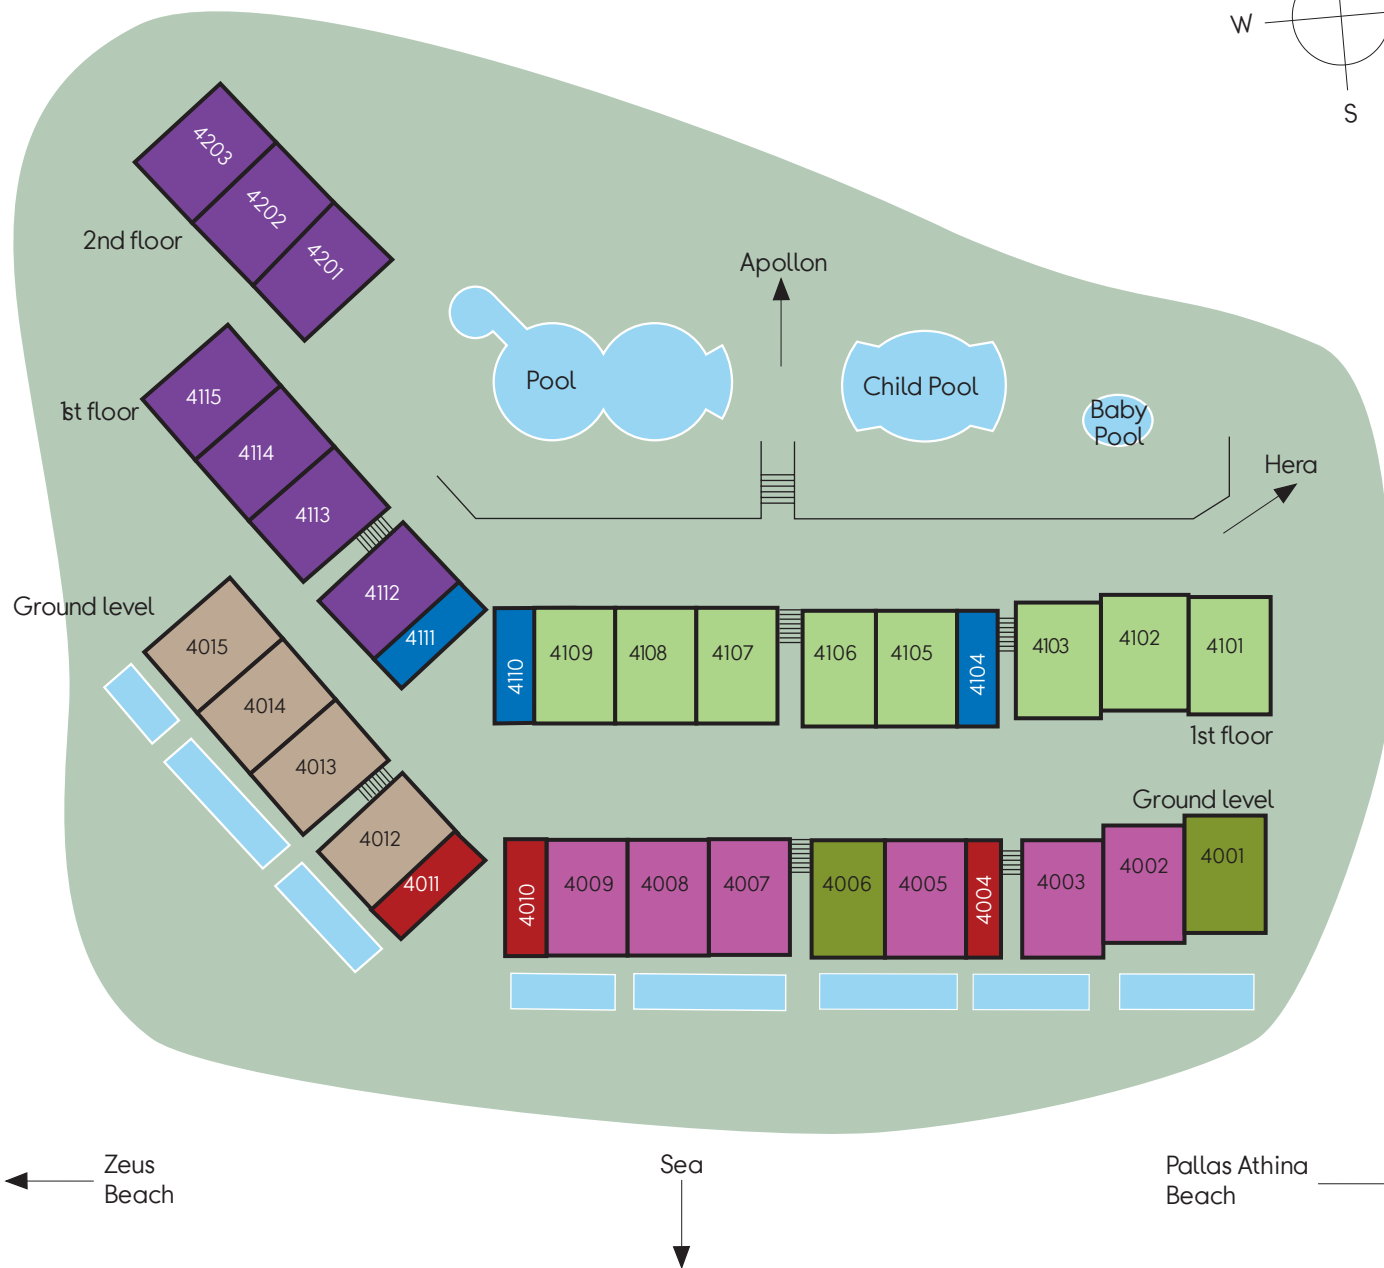 W
S
4203
4202
4201
2nd floor
Apollon
Pool
Child Pool
Baby
Pool
Hera
4115
1st floor
4114
4113
4112
4111
4110
4109
4108
4107
4106
4105
4104
4103
4102
4101
1st floor
Ground level
4015
4014
4013
4012
4011
Ground level
4010
4009
4008
4007
4006
4005
4004
4003
4002
4001
Zeus
Beach
Sea
Pallas Athina
Beach